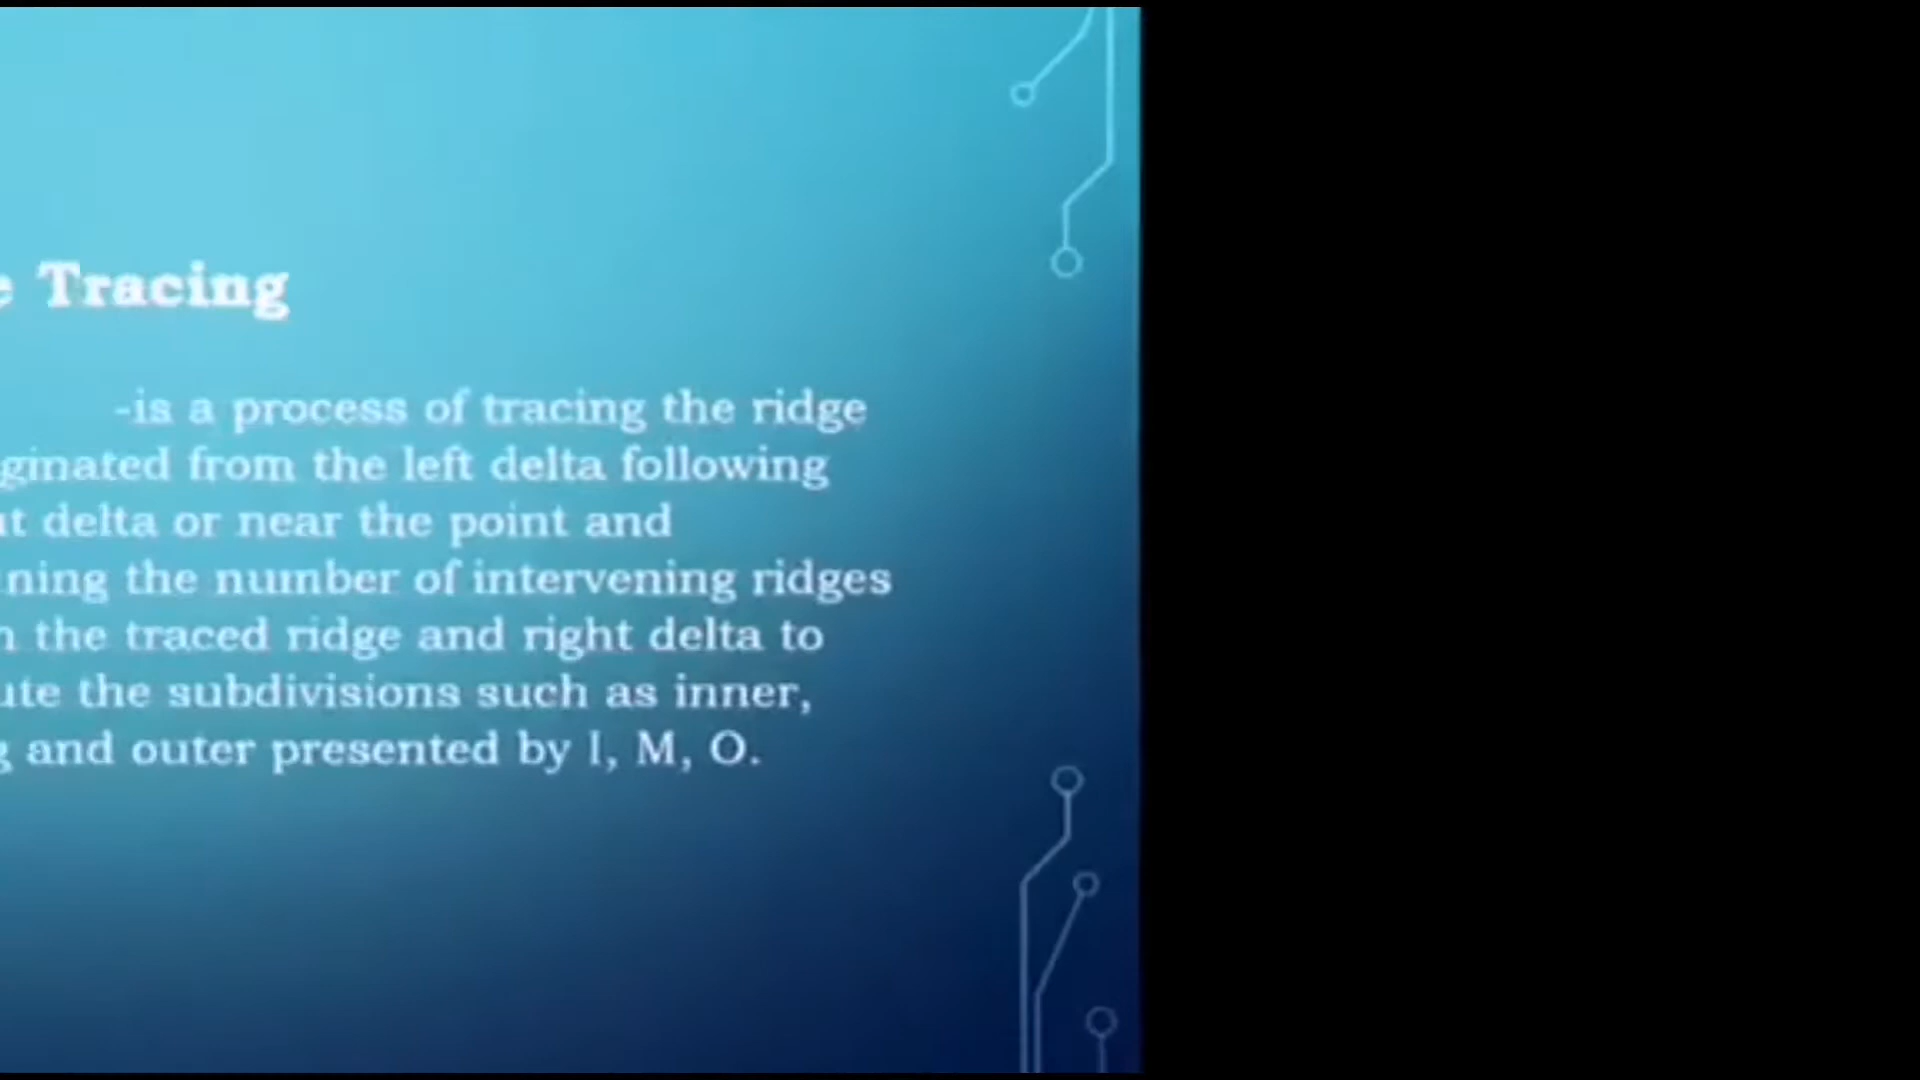 e Tracing
-is a process of tracing the ridge
ginated from the left delta following
t delta or near the point and
ning the number of intervening ridges
the traced ridge and right delta to
ute the subdivisions such as inner,
g and outer presented by I, M, O.